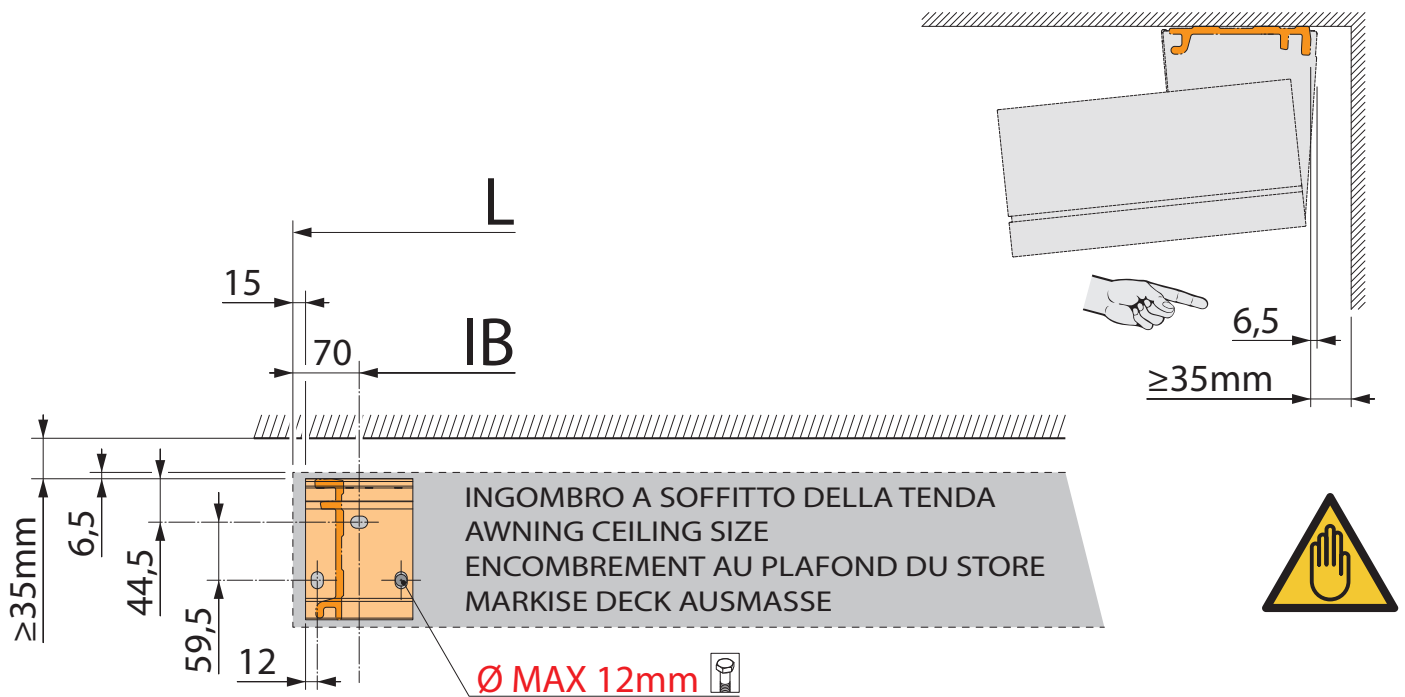 L
15
IB
70
6,5
≥35mm
≥35mm
6,5
44,5
59,5
12
INGOMBRO A SOFFITTO DELLA TENDA
AWNING CEILING SIZE
ENCOMBREMENT AU PLAFOND DU STORE
MARKISE DECK AUSMASSE
Ø MAX 12mm